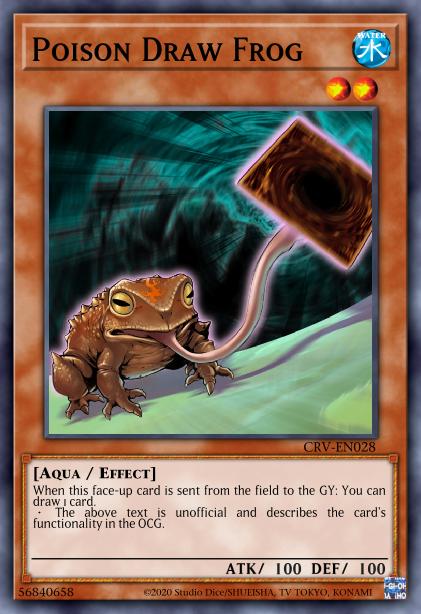 POISON DRAW FROG
WATER
水
CRV-EN028
[AQUA / EFFECT]
When this face-up card is sent from the field to the GY: You can
draw 1 card.
· The above text is unofficial and describes the card's
functionality in the OCG.
ATK/ 100 DEF/ 100
56840658
©2020 Studio Dice/SHUEISHA, TV TOKYO, KONAMI